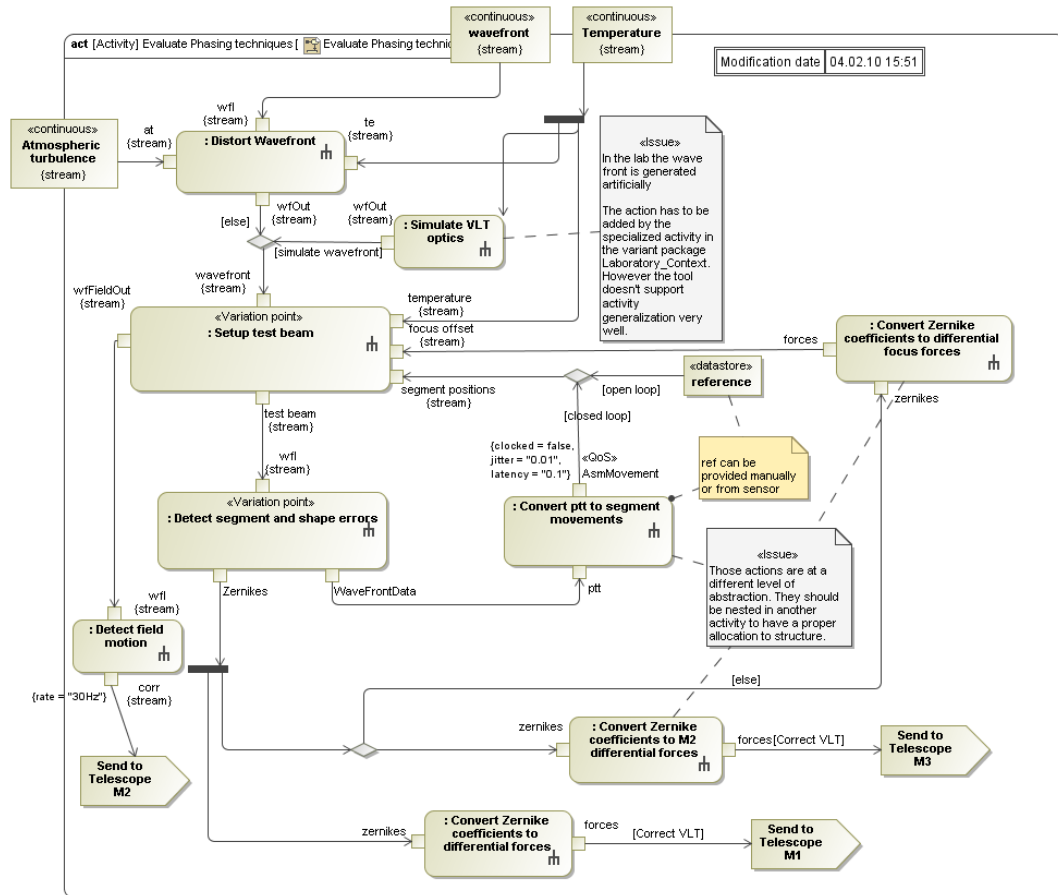 «continuous»
wavefront
{stream}
«continuous»
Temperature
{stream}
act [Activity] Evaluate Phasing techniques [ Evaluate Phasing techni
Modification date 04.02.10 15:51
«continuous»
Atmospheric
turbulence
{stream}
at
{stream}
wfl
{stream}
te
{stream}
: Distort Wavefront
wfOut
{stream}
[else]
wfOut
{stream}
: Simulate VLT
optics
[simulate wavefront]
«Issue»
In the lab the wave
front is generated
artificially
The action has to be
added by the
specialized activity in
the variant package
Laboratory_Context.
However the tool
doesn't support
activity
generalization very
well.
wavefront
{stream}
wfFieldOut
{stream}
«Variation point»
: Setup test beam
temperature
{stream}
focus offset
{stream}
segment positions
{stream}
test beam
{stream}
forces
: Convert Zernike
coefficients to differential
focus forces
zernikes
«datastore»
reference
[open loop]
[closed loop]
ref can be
provided manually
or from sensor
{clocked = false,
jitter = "0.01",
latency = "0.1"}
«QoS»
AsmMovement
: Convert ptt to segment
movements
ptt
wfl
{stream}
«Variation point»
: Detect segment and shape errors
Zernikes
WaveFrontData
«Issue»
Those actions are at a
different level of
abstraction. They should
be nested in another
activity to have a proper
allocation to structure.
wfl
{stream}
: Detect field
motion
{rate = "30Hz"}
corr
{stream}
Send to
Telescope
M2
[else]
zernikes
: Convert Zernike
coefficients to M2
differential forces
forces[Correct VLT]
Send to
Telescope
M3
zernikes
: Convert Zernike
coefficients to
differential forces
forces
[Correct VLT]
Send to
Telescope
M1